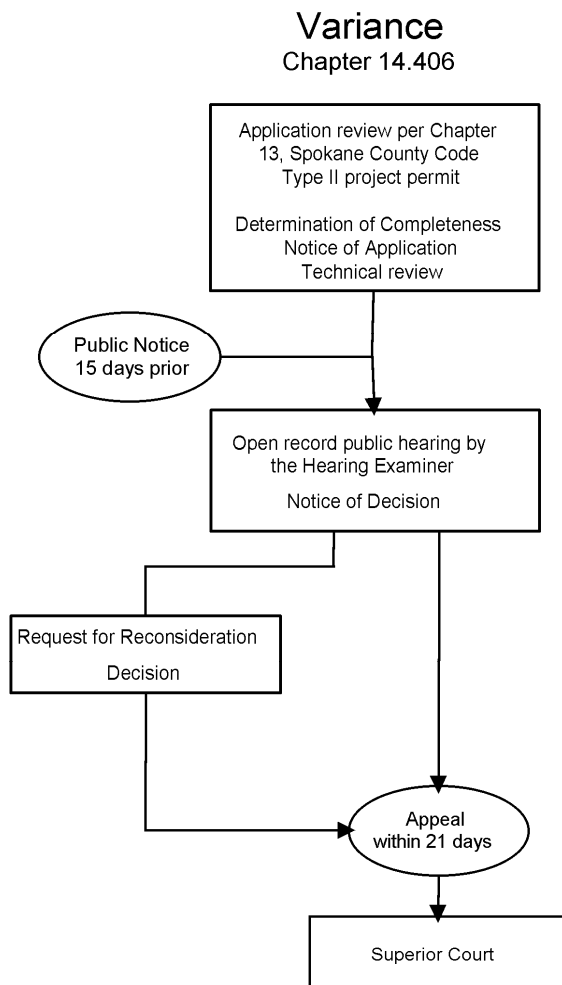 Variance
Chapter 14.406
Application review per Chapter
13, Spokane County Code
Type II project permit
Determination of Completeness
Notice of Application
Technical review
Public Notice
15 days prior
Open record public hearing by
the Hearing Examiner
Notice of Decision
Request for Reconsideration
Decision
Appeal
within 21 days
Superior Court